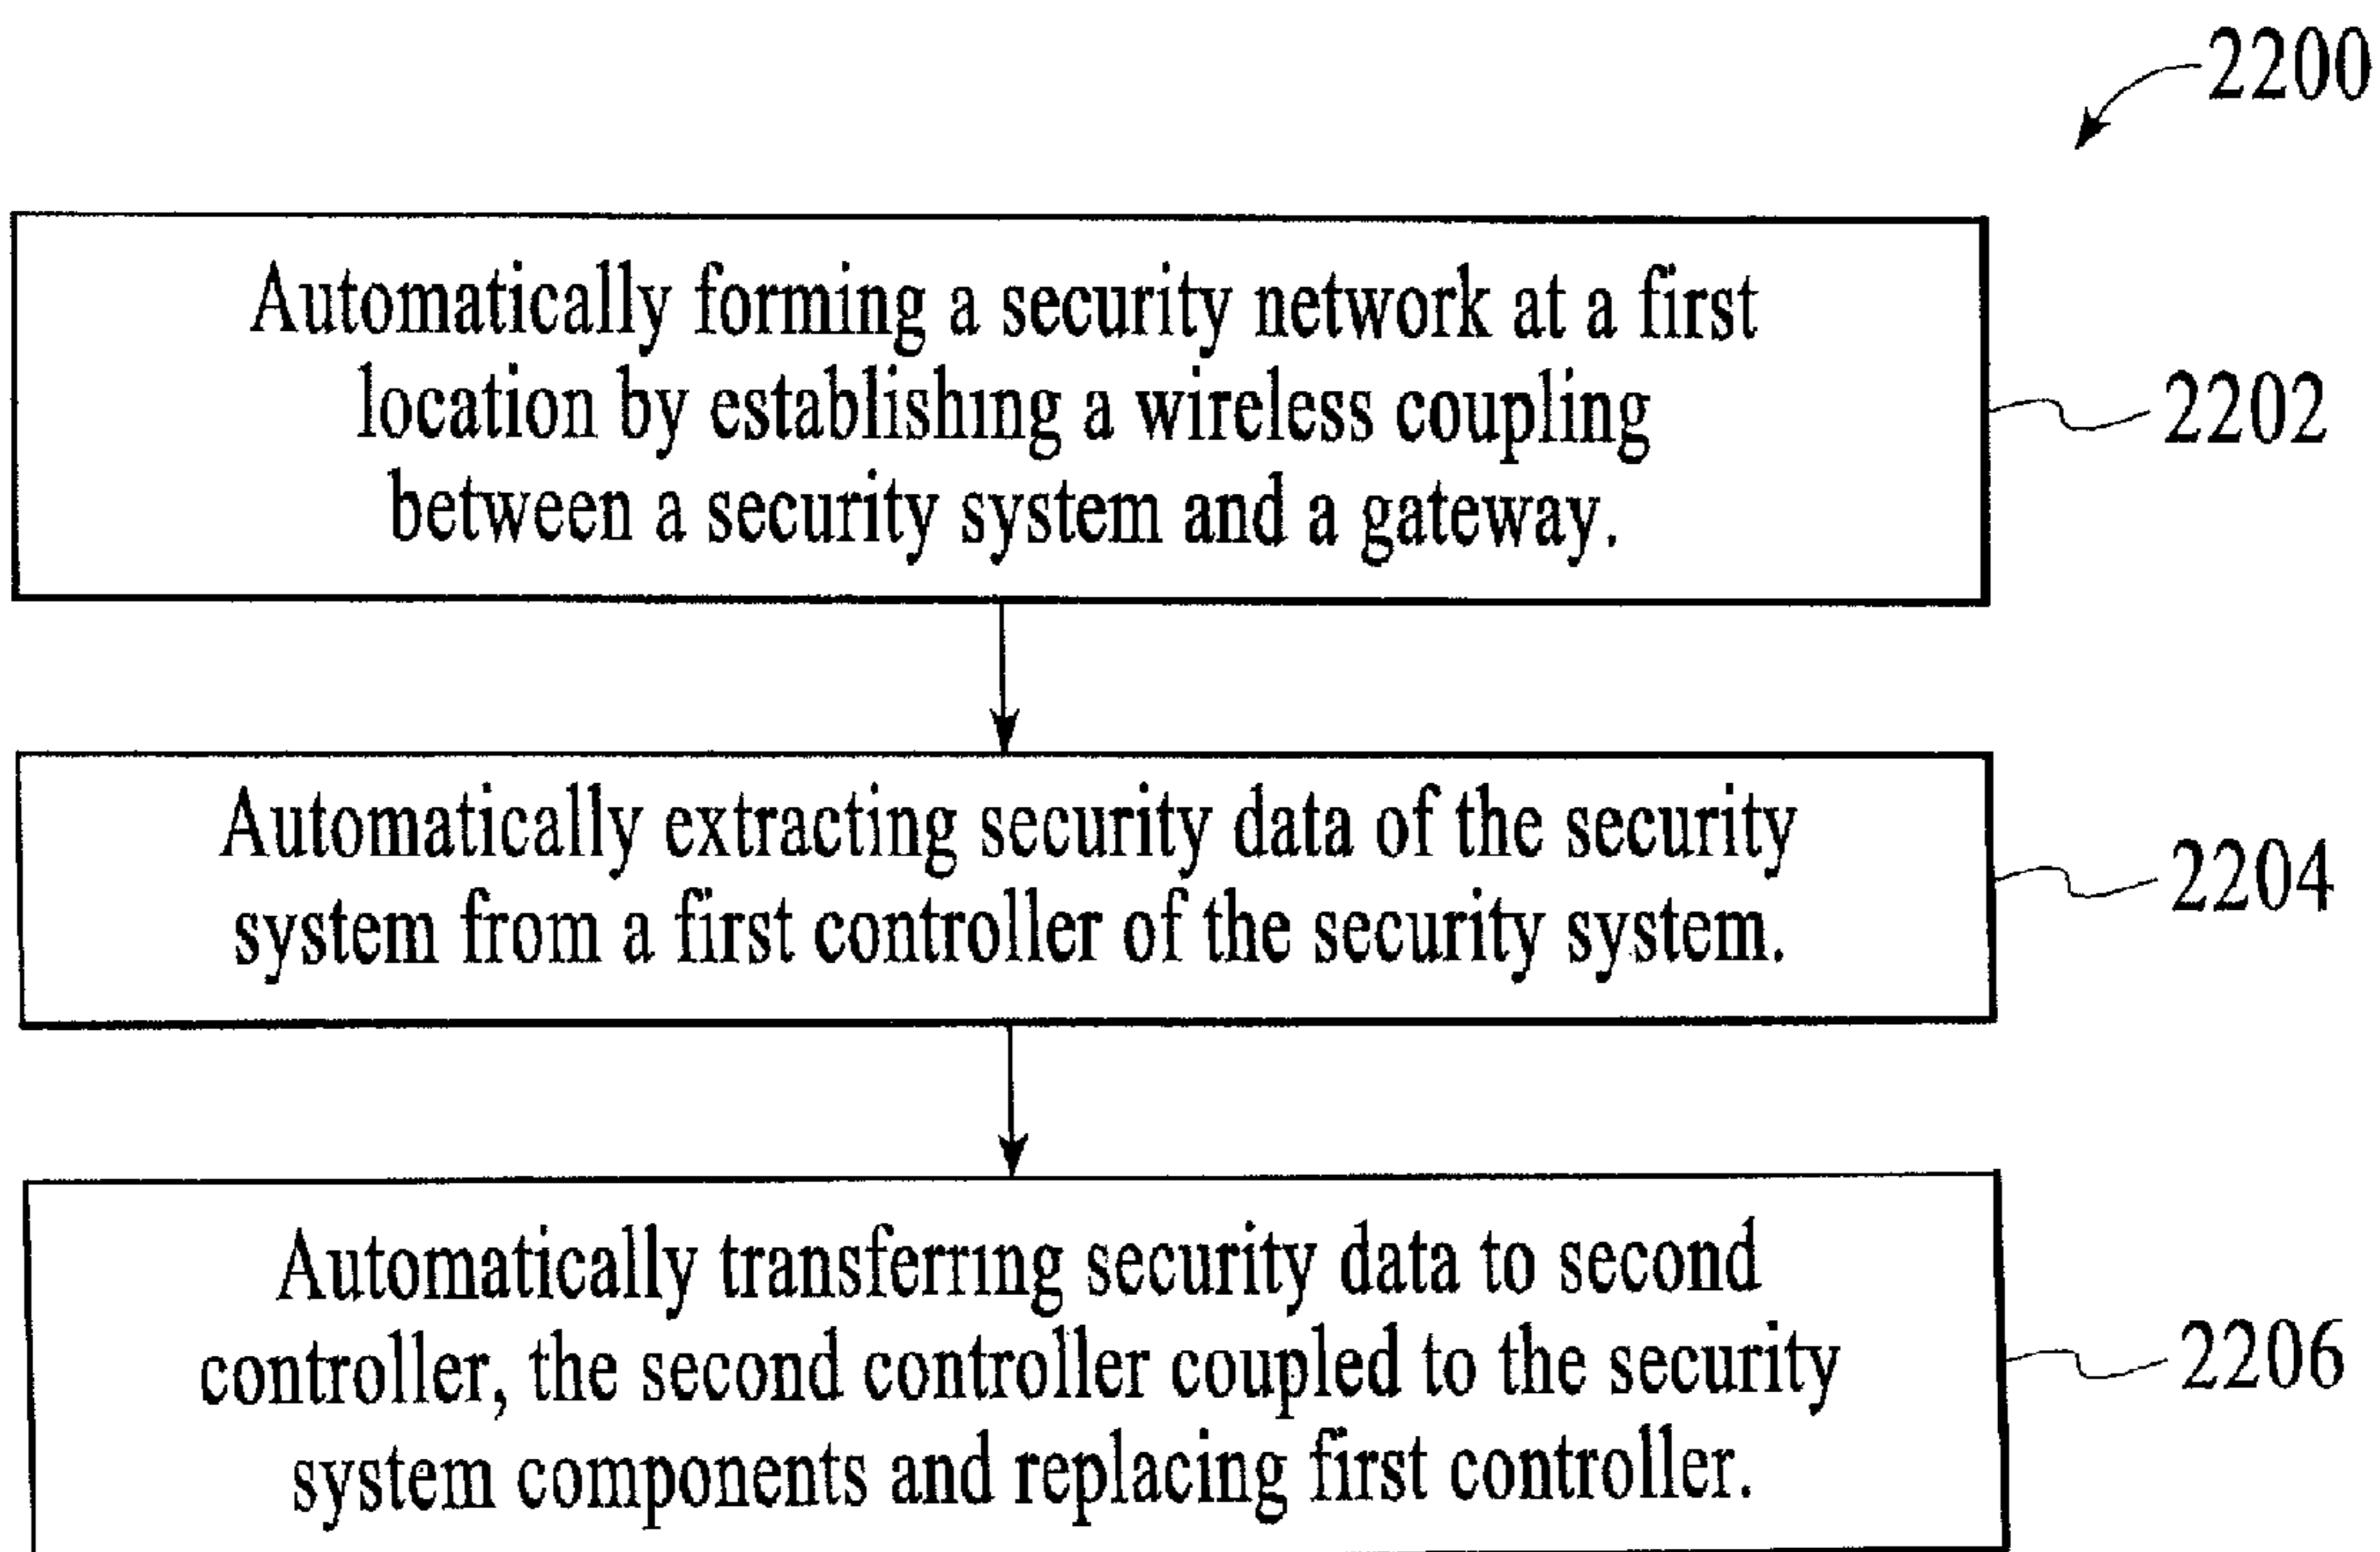 2200
Automatically forming a security network at a first
location by establishing a wireless coupling
between a security system and a gateway.
2202
Automatically extracting security data of the security
system from a first controller of the security system.
2204
Automatically transferring security data to second
controller, the second controller coupled to the security
system components and replacing first controller.
2206